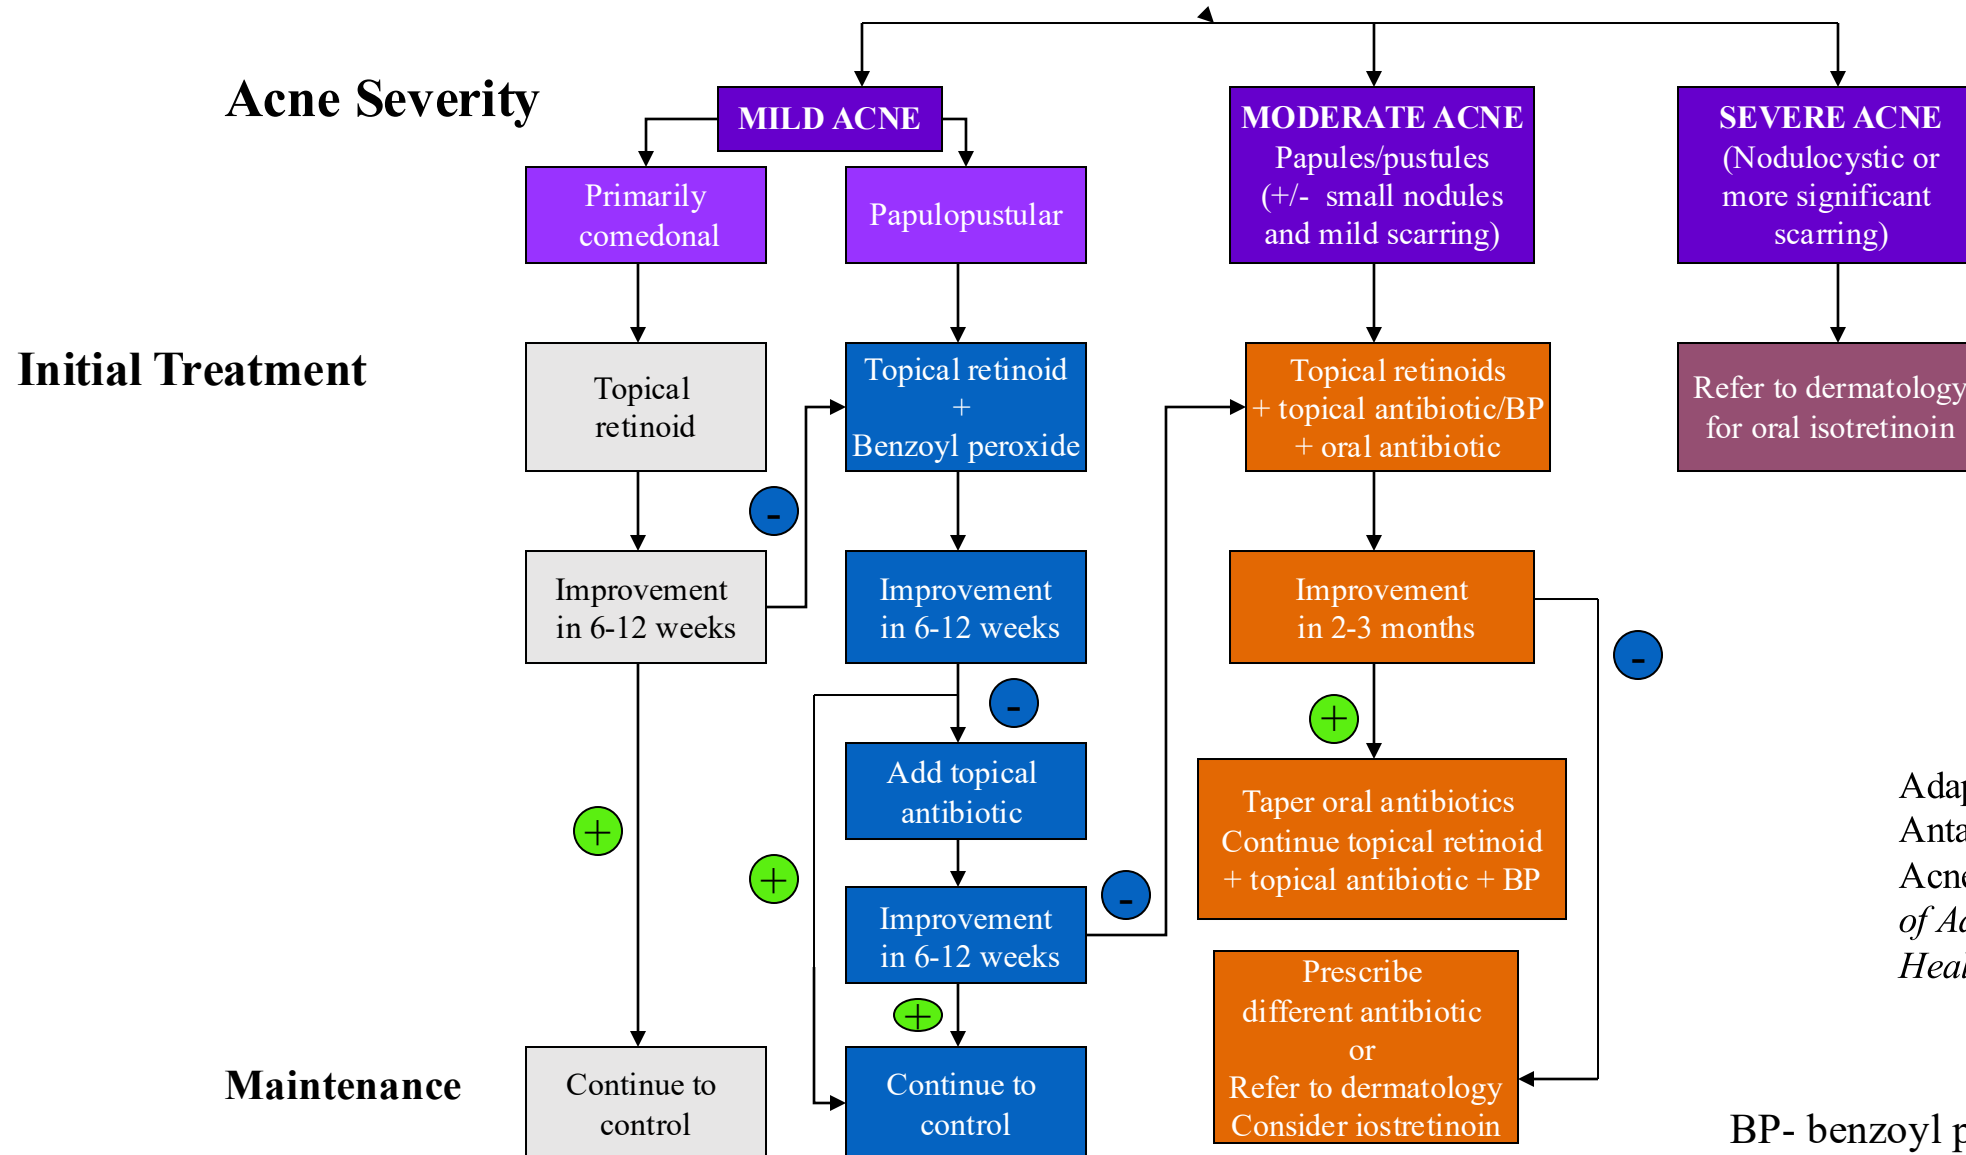 Acne Severity
MILD ACNE
Primarily
comedonal
Papulopustular
MODERATE ACNE
Papules/pustules
(+/- small nodules
and mild scarring)
SEVERE ACNE
(Nodulocystic or
more significant
scarring)
Initial Treatment
Topical
retinoid
Topical retinoid
+
Benzoyl peroxide
Topical retinoids
+ topical antibiotic/BP
+ oral antibiotic
Refer to dermatology
for oral isotretinoin
-
Improvement
in 6-12 weeks
Improvement
in 6-12 weeks
Improvement
in 2-3 months
-
-
+
Add topical
antibiotic
Taper oral antibiotics
Continue topical retinoid
+ topical antibiotic + BP
+
+
-
Improvement
in 6-12 weeks
+
Prescribe
different antibiotic
or
Refer to dermatology
Consider iostretinoin
Maintenance
Continue to
control
Continue to
control
of
BP- benzoyl